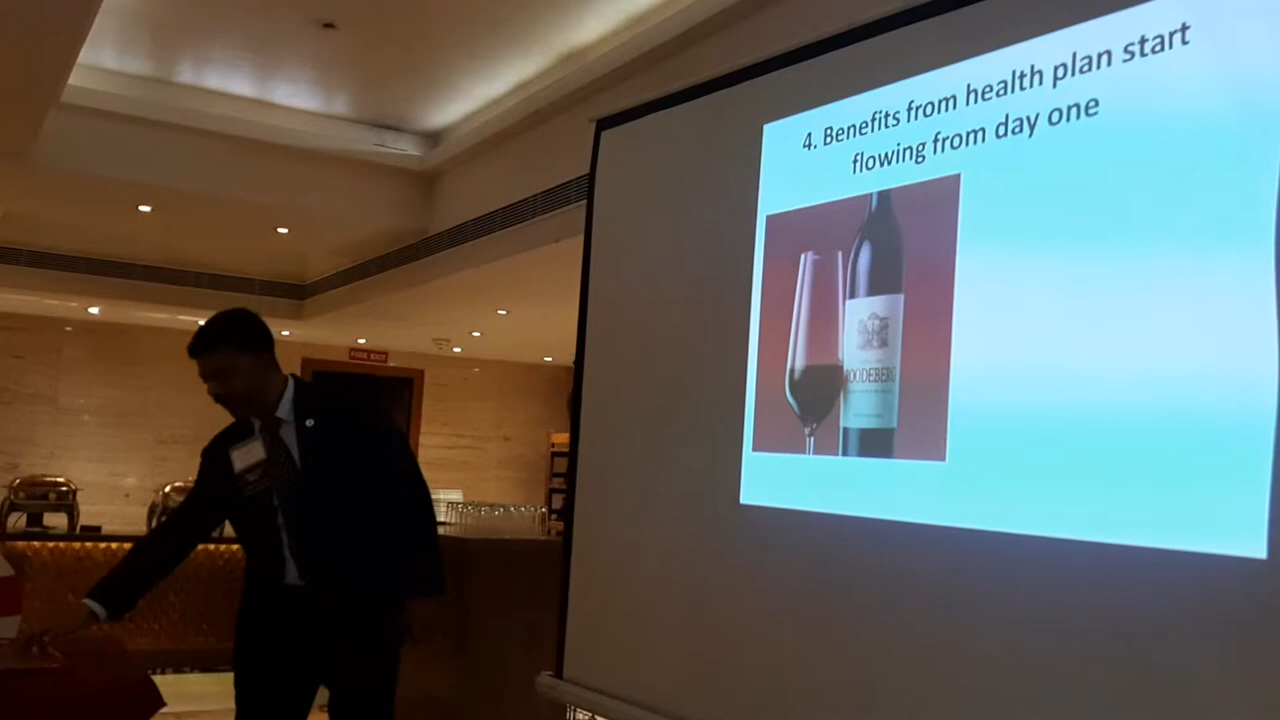 4. Benefits from health plan start
flowing from day one
ROODEBERG
FIRE EXIT